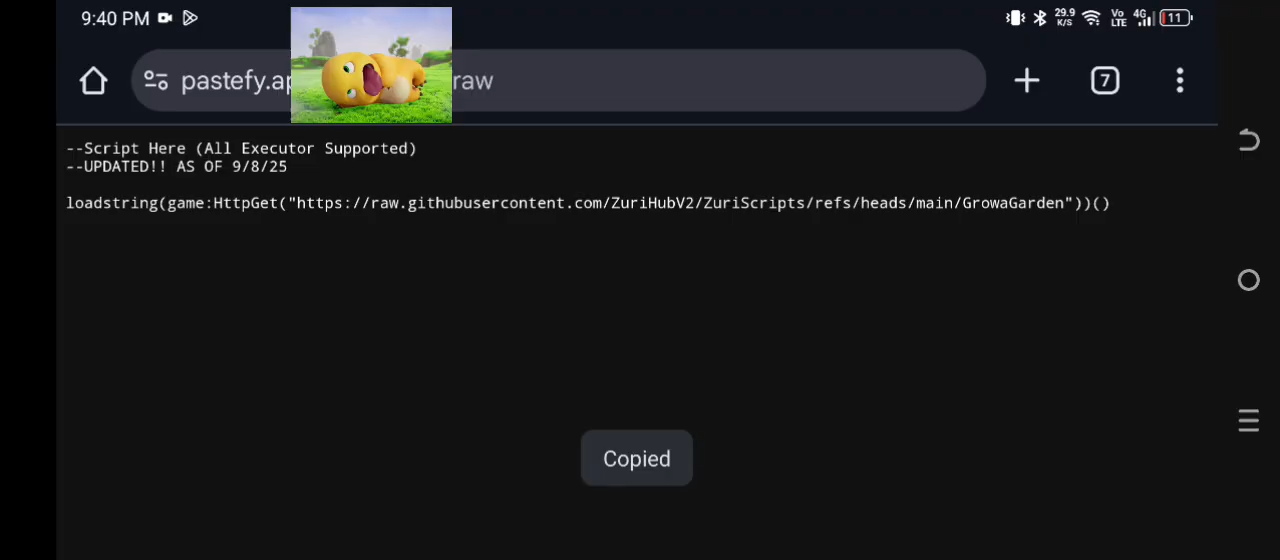 9:40 PM
29.9 K/S
Vo LTE
4G
11
pastefy.ap
raw
7
--Script Here (All Executor Supported)
--UPDATED!! AS OF 9/8/25
loadstring(game:HttpGet("https://raw.githubusercontent.com/ZuriHubV2/ZuriScripts/refs/heads/main/GrowaGarden"))()
Copied